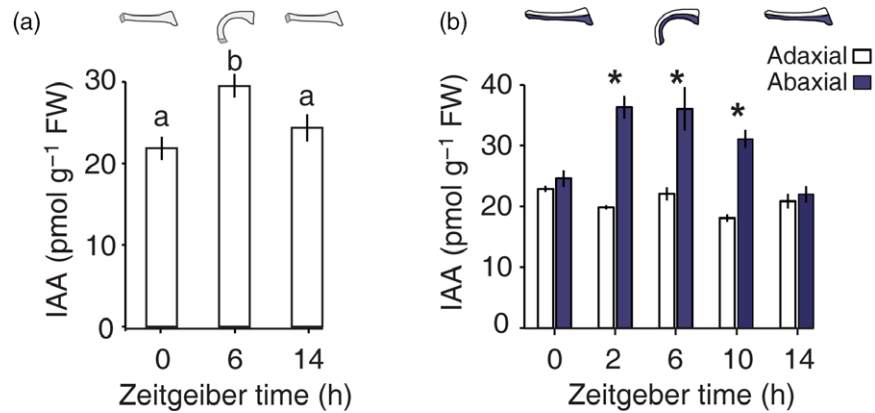 (a)
IAA (pmol g⁻¹ FW)
30
20
10
0
a
b
a
0 6 14
Zeitgeiber time (h)
(b)
Adaxial
Abaxial
IAA (pmol g⁻¹ FW)
40
30
20
10
0
* * *
0 2 6 10 14
Zeitgeber time (h)